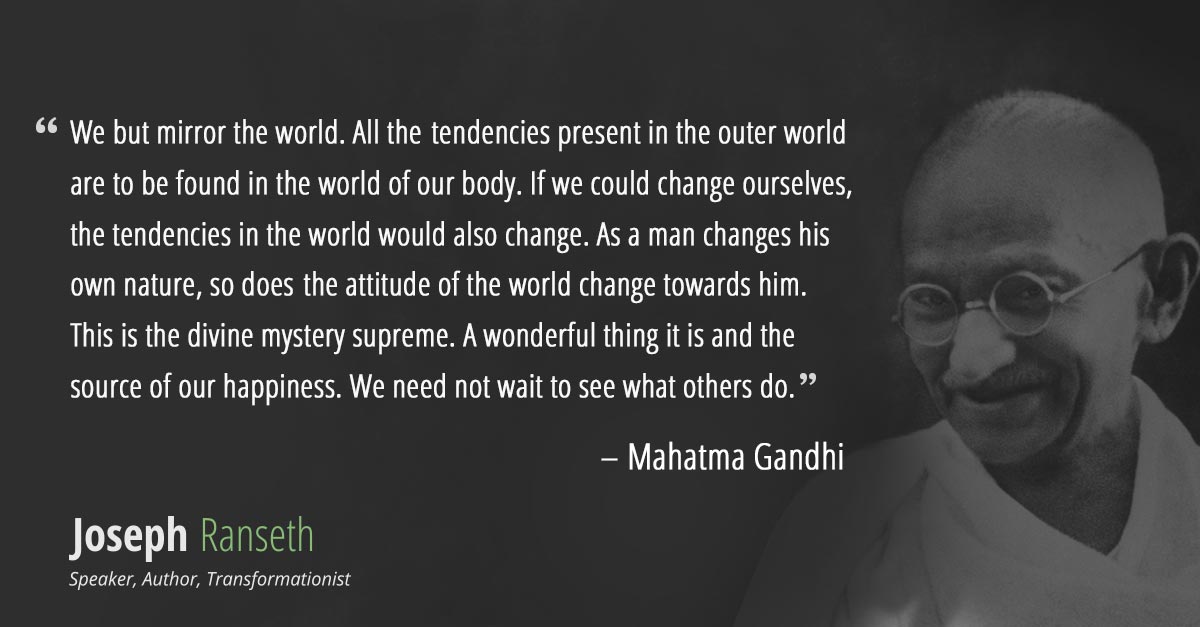 “ We but mirror the world. All the tendencies present in the outer world
are to be found in the world of our body. If we could change ourselves,
the tendencies in the world would also change. As a man changes his
own nature, so does the attitude of the world change towards him.
This is the divine mystery supreme. A wonderful thing it is and the
source of our happiness. We need not wait to see what others do. ”
– Mahatma Gandhi
Joseph Ranseth
Speaker, Author, Transformationist